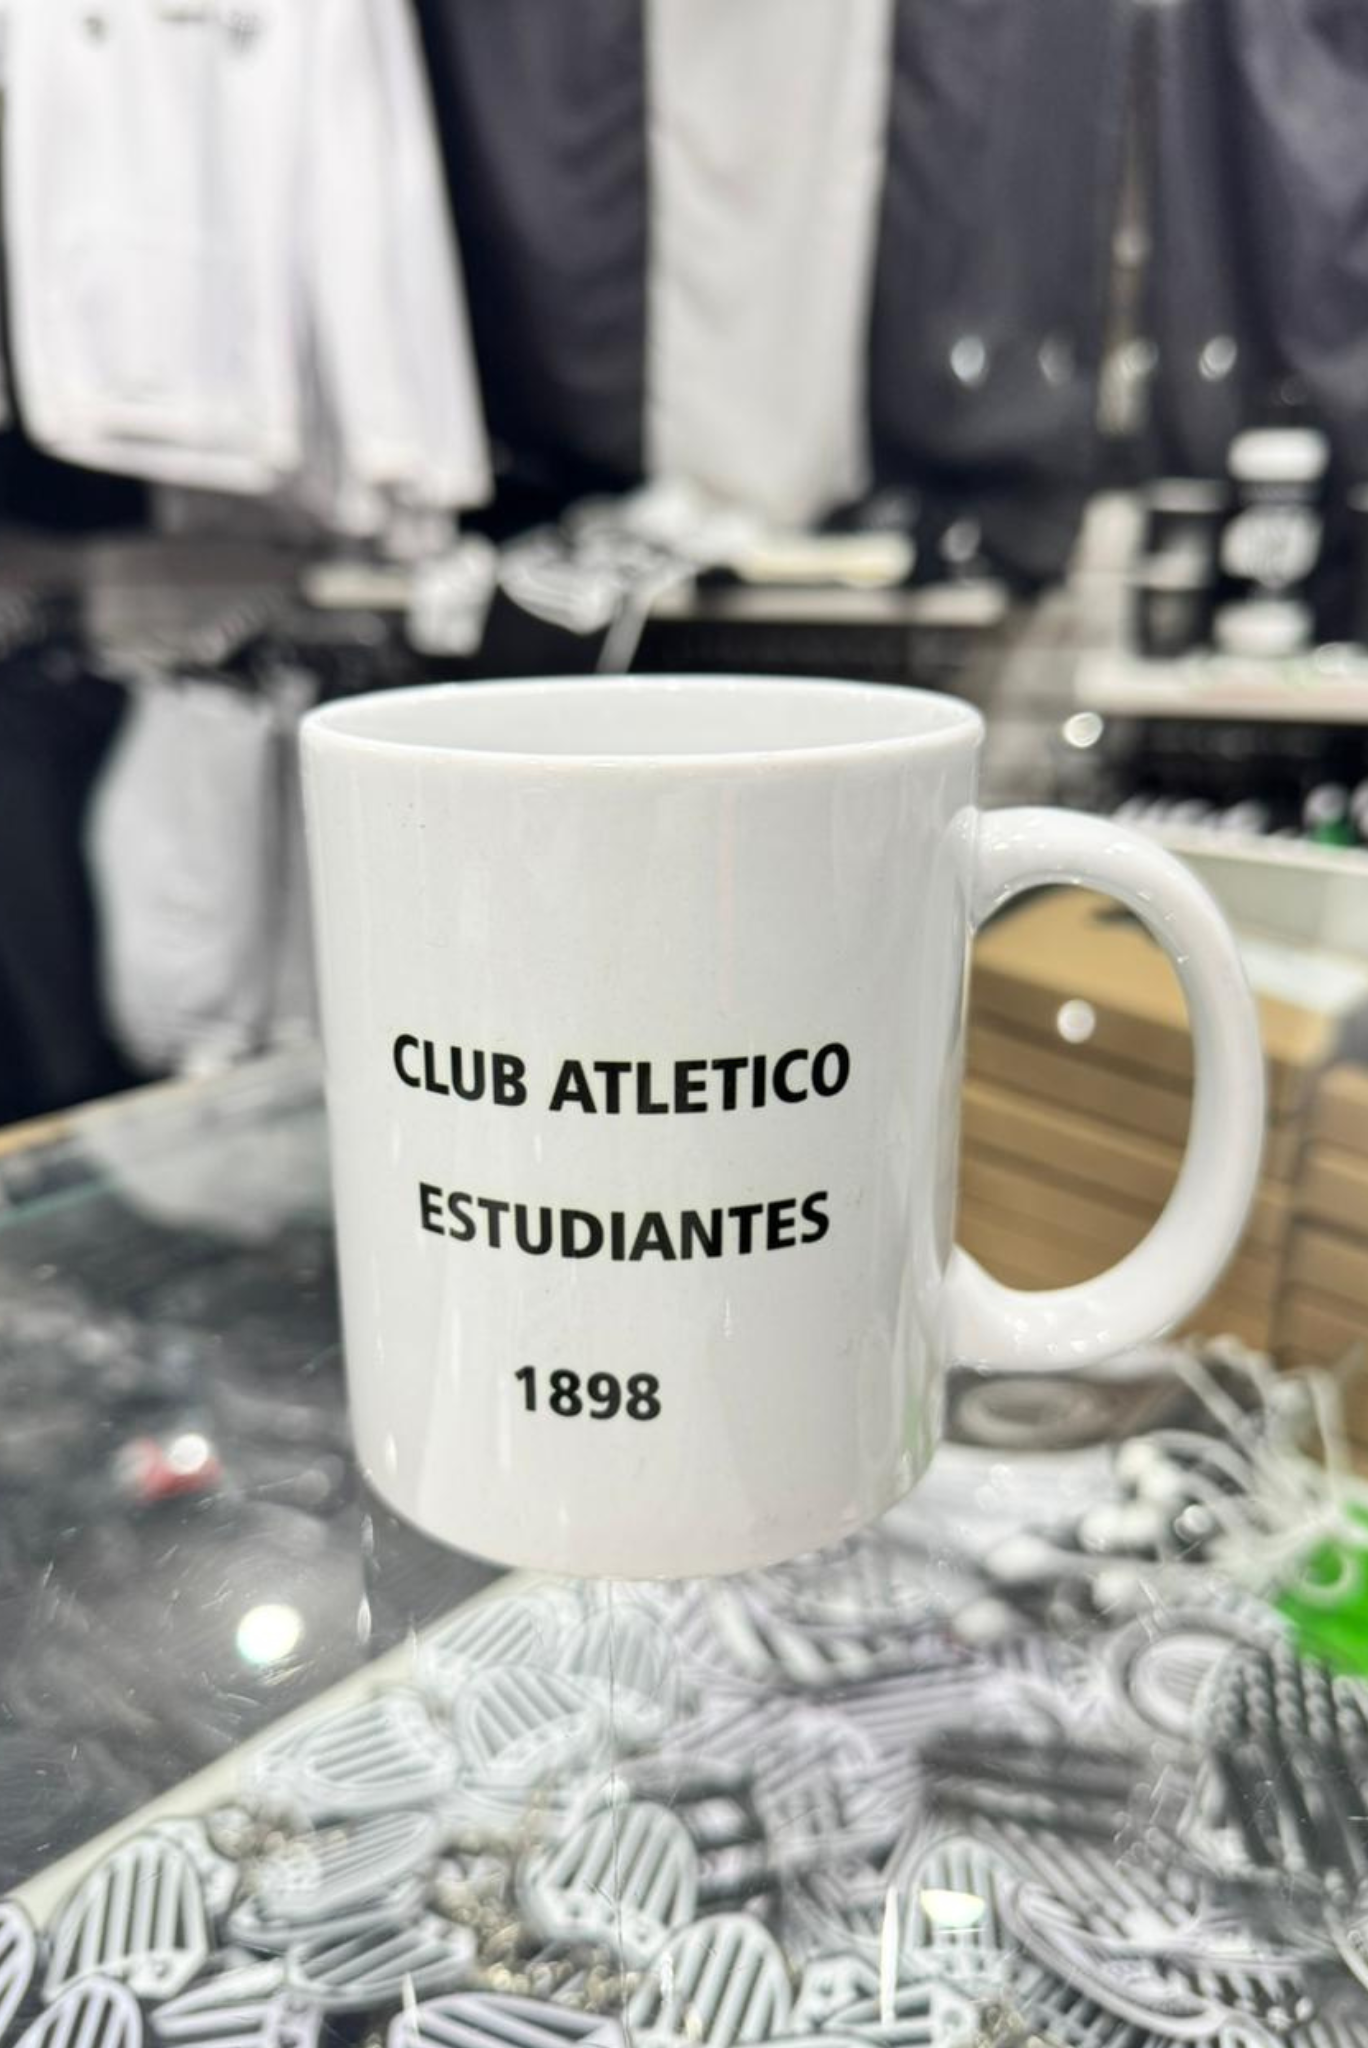 CLUB ATLETICO
ESTUDIANTES
1898